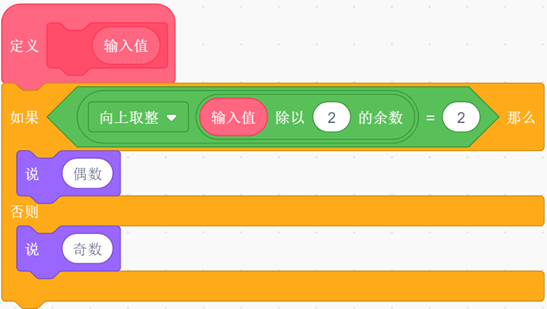 定义 输入值
如果 向上取整 输入值 除以 2 的余数 = 2 那么
说 偶数
否则
说 奇数